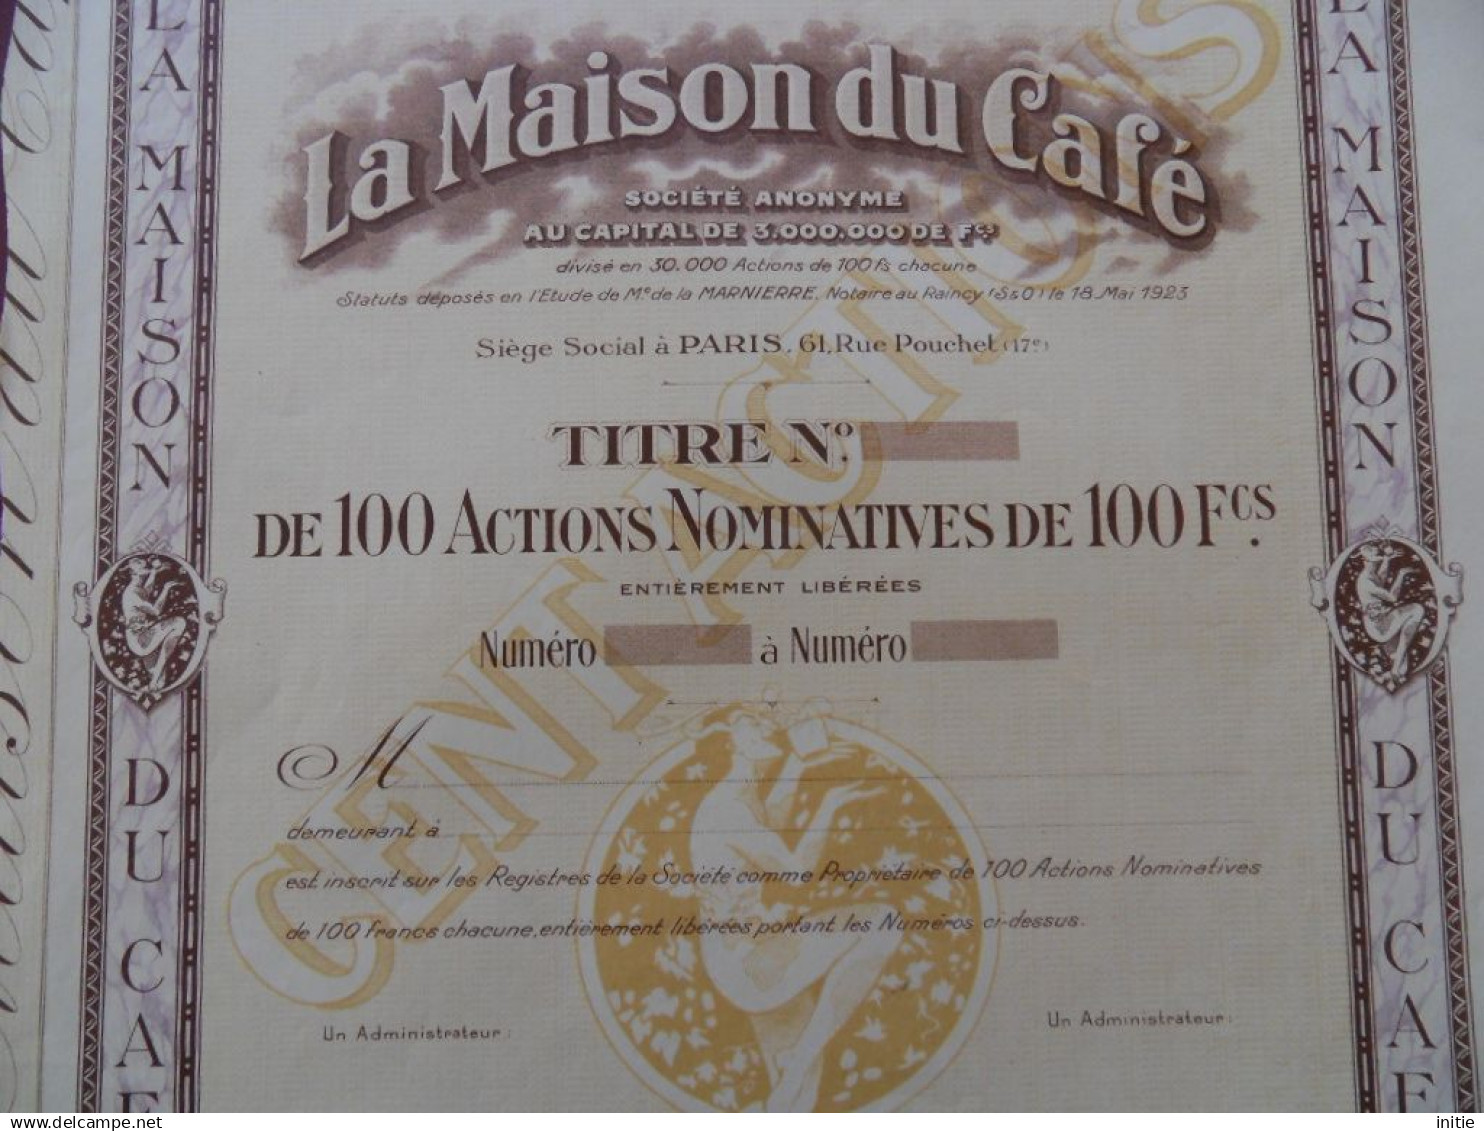 La Maison du Café
SOCIÉTÉ ANONYME
AU CAPITAL DE 3.000.000 DE Fcs
divisé en 30.000 Actions de 100 fs chacune
Statuts déposés en l'Etude de Me de la MARNIERRE, Notaire au Raincy (S&O) le 18 Mai 1923
Siège Social à PARIS, 61, Rue Pouchet (17e)
TITRE No.
DE 100 ACTIONS NOMINATIVES DE 100 Fcs.
ENTIÈREMENT LIBÉRÉES
Numéro à Numéro
M
demeurant à
est inscrit sur les Registres de la Société comme Propriétaire de 100 Actions Nominatives
de 100 francs chacune, entièrement libérées portant les Numéros ci-dessus.
Un Administrateur:
Un Administrateur:
CENT ACTIONS
LA MAISON DU CAFE
LA MAISON DU CAFE
www.delcampe.net
initie